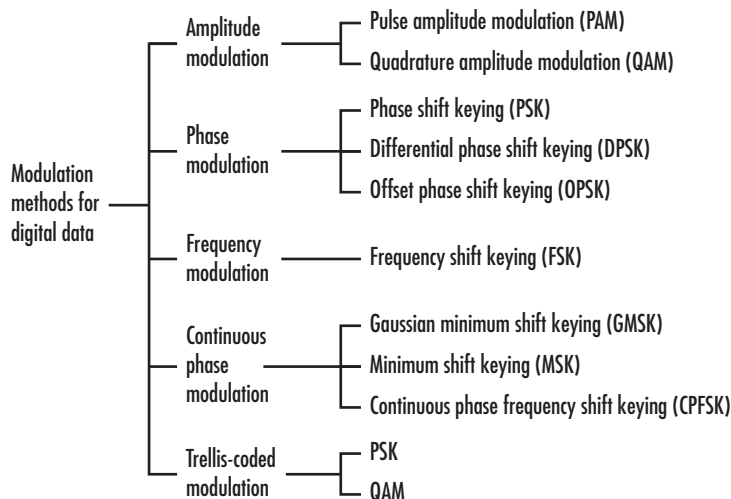 Modulation
methods for
digital data
Amplitude
modulation
Pulse amplitude modulation (PAM)
Quadrature amplitude modulation (QAM)
Phase
modulation
Phase shift keying (PSK)
Differential phase shift keying (DPSK)
Offset phase shift keying (OPSK)
Frequency
modulation
Frequency shift keying (FSK)
Continuous
phase
modulation
Gaussian minimum shift keying (GMSK)
Minimum shift keying (MSK)
Continuous phase frequency shift keying (CPFSK)
Trellis-coded
modulation
PSK
QAM